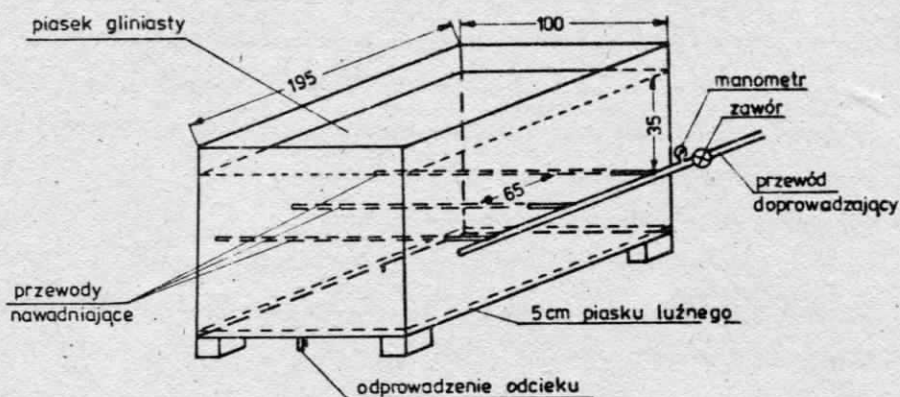 piasek gliniasty
100
195
manometr
zawór
35
65
przewód
doprowadzający
przewody
nawadniające
5cm piasku luźnego
odprowadzenie odcieku